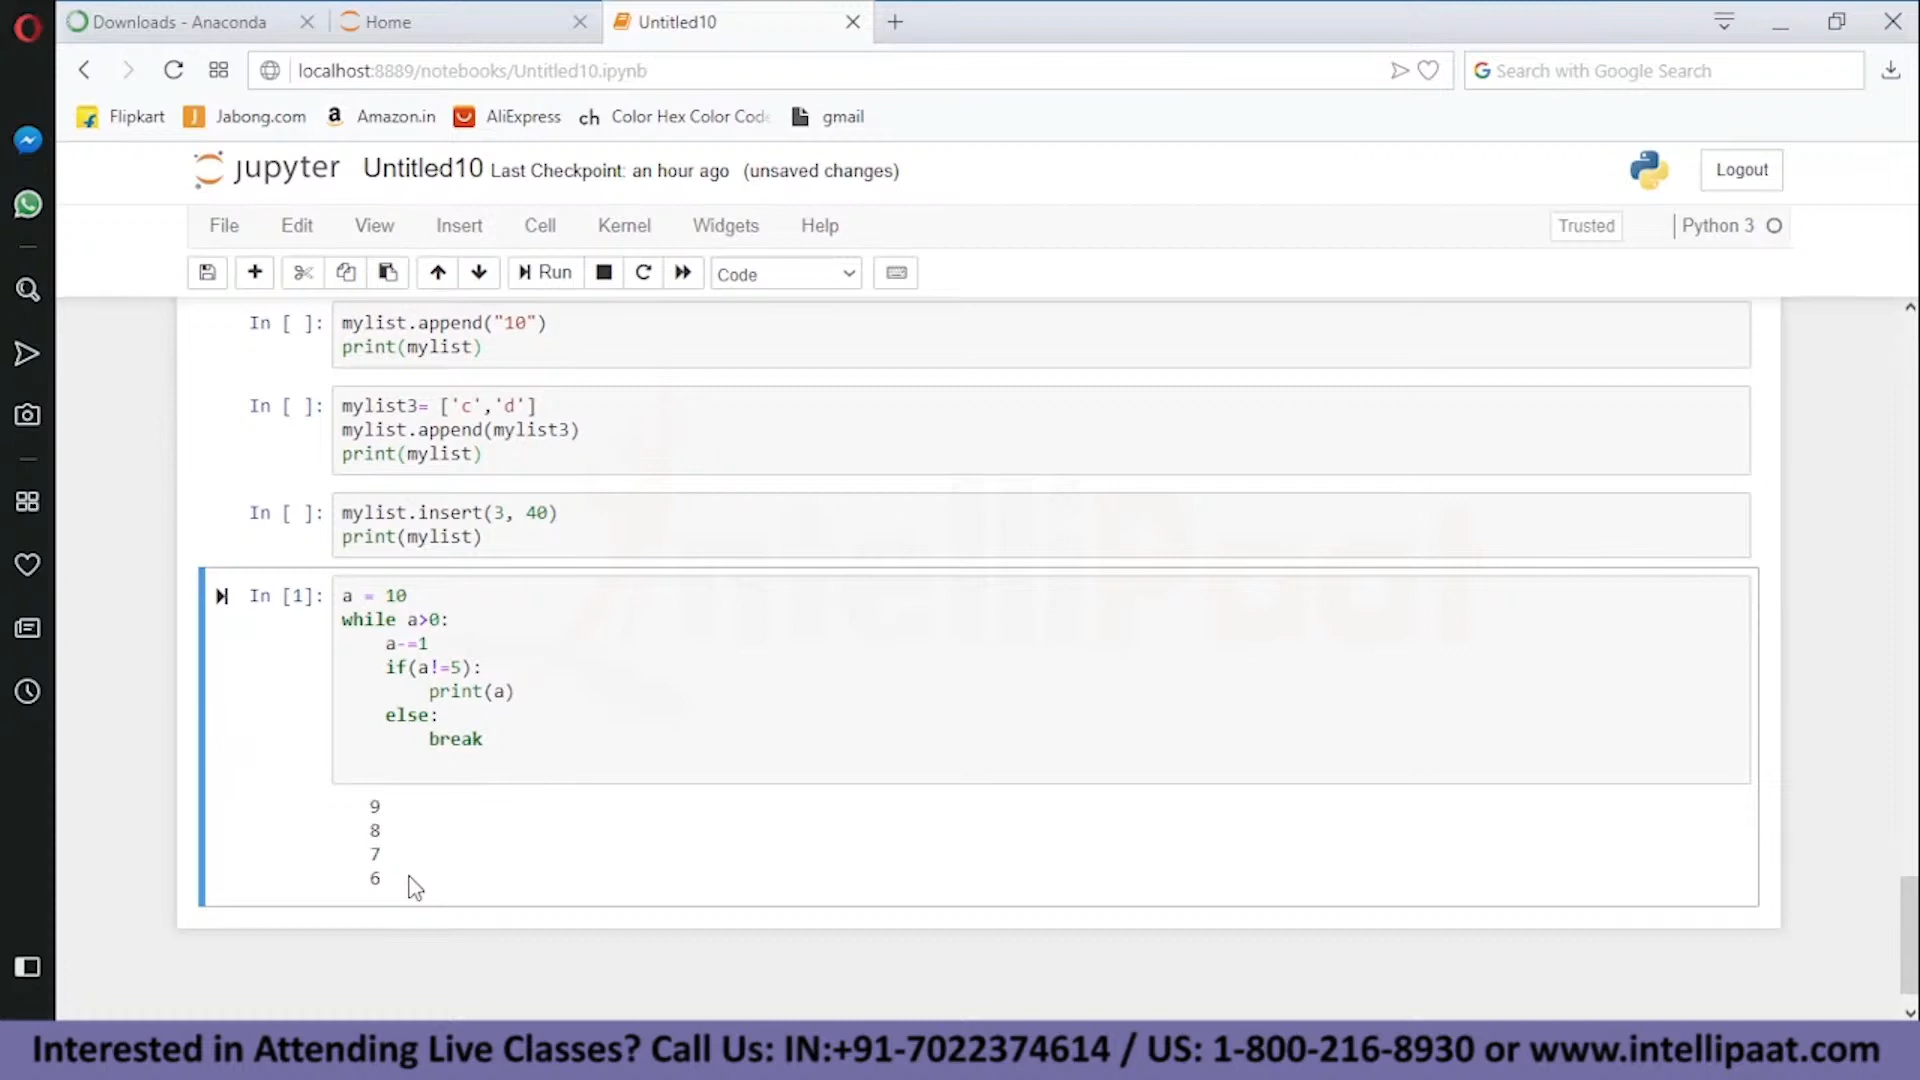 Downloads - Anaconda
Home
Untitled10
localhost:8889/notebooks/Untitled10.ipynb
Search with Google Search
Flipkart
Jabong.com
Amazon.in
AliExpress
ch Color Hex Color Code
gmail
jupyter Untitled10 Last Checkpoint: an hour ago (unsaved changes)
Logout
File Edit View Insert Cell Kernel Widgets Help
Trusted
Python 3
Run
Code
In [ ]: mylist.append("10")
print(mylist)
In [ ]: mylist3= ['c','d']
mylist.append(mylist3)
print(mylist)
In [ ]: mylist.insert(3, 40)
print(mylist)
In [1]: a = 10
while a>0:
a-=1
if(a!=5):
print(a)
else:
break
9
8
7
6
IntelliPaat
Interested in Attending Live Classes? Call Us: IN:+91-7022374614 / US: 1-800-216-8930 or www.intellipaat.com